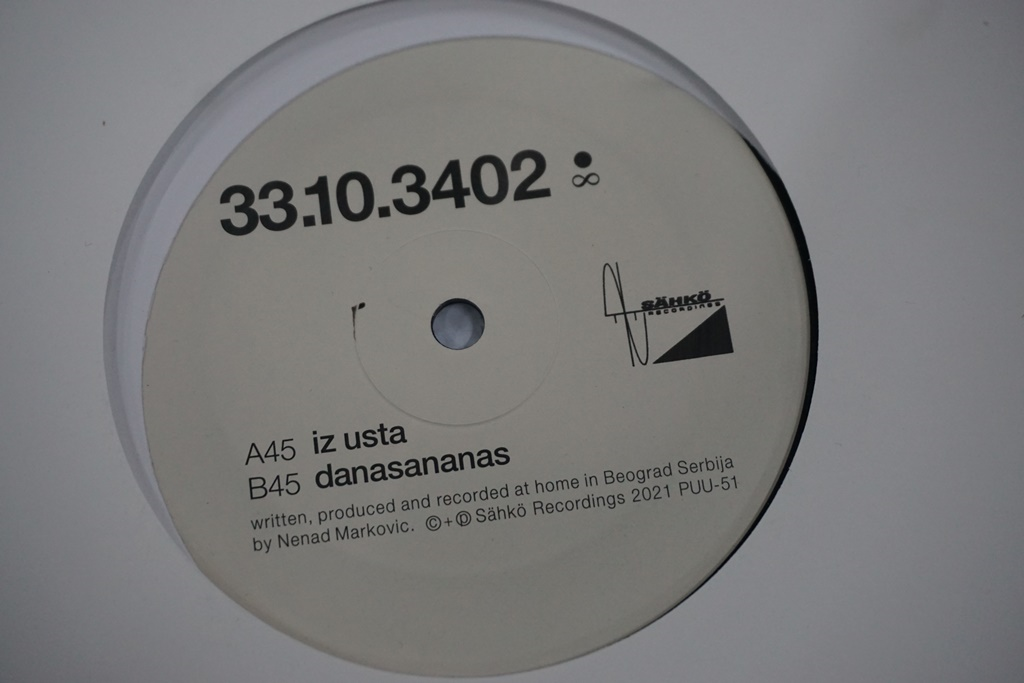 33.10.3402
SÄHKÖ
RECORDINGS
A45 iz usta
B45 danasananas
written, produced and recorded at home in Beograd Serbija
by Nenad Markovic. ©+℗ Sähkö Recordings 2021 PUU-51